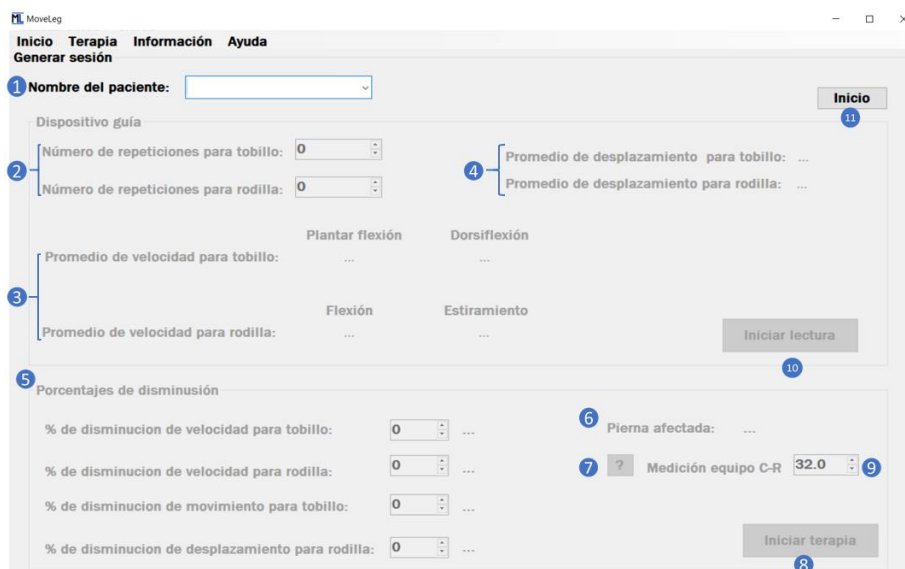 MoveLeg
Inicio Terapia Información Ayuda
Generar sesión
1 Nombre del paciente:
Inicio
11
Dispositivo guía
2
Número de repeticiones para tobillo: 0
Número de repeticiones para rodilla: 0
4
Promedio de desplazamiento para tobillo: ...
Promedio de desplazamiento para rodilla: ...
Plantar flexión Dorsiflexión
Promedio de velocidad para tobillo: ... ...
3
Flexión Estiramiento
Promedio de velocidad para rodilla: ... ...
Iniciar lectura
10
5
Porcentajes de disminusión
% de disminucion de velocidad para tobillo: 0 ...
% de disminucion de velocidad para rodilla: 0 ...
% de disminucion de movimiento para tobillo: 0 ...
% de disminucion de desplazamiento para rodilla: 0 ...
6 Pierna afectada: ...
7 ? Medición equipo C-R 32.0 9
Iniciar terapia
8